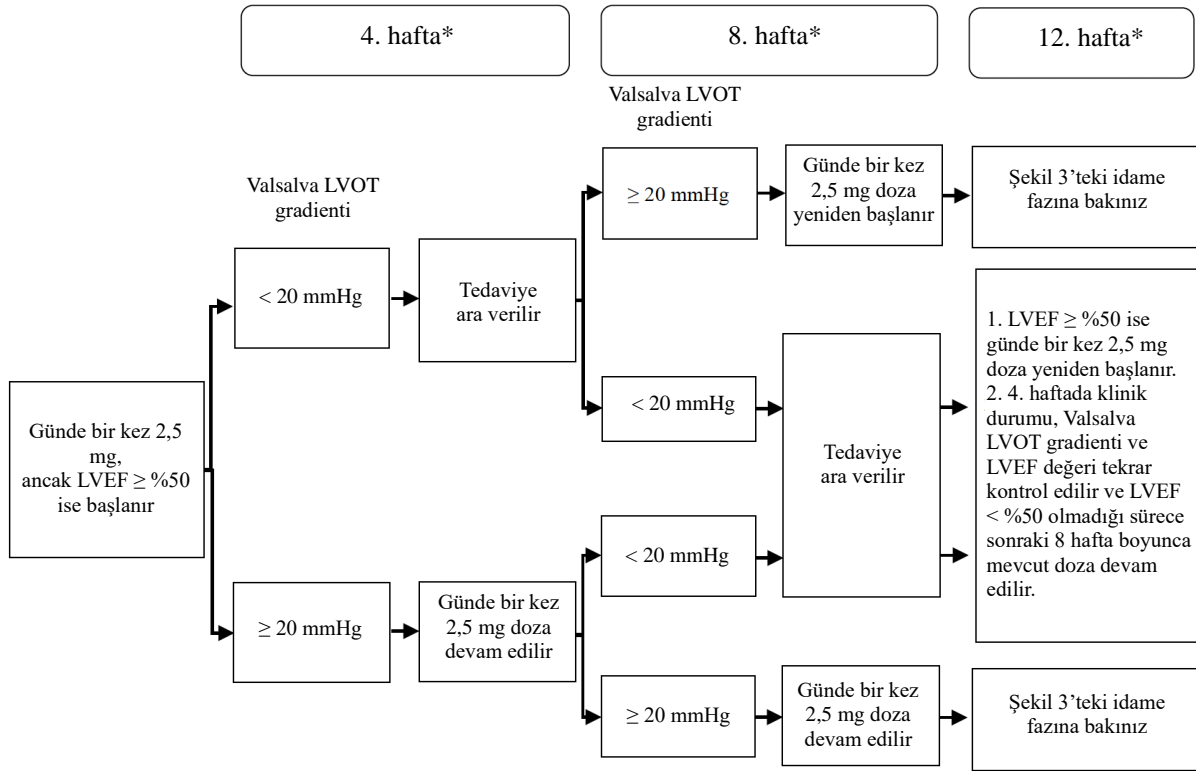 4. hafta*
8. hafta*
12. hafta*
Valsalva LVOT
gradienti
Valsalva LVOT
gradienti
Günde bir kez 2,5
mg,
ancak LVEF ≥ %50
ise başlanır
< 20 mmHg
Tedaviye
ara verilir
≥ 20 mmHg
Günde bir kez
2,5 mg doza
yeniden başlanır
Şekil 3’teki idame
fazına bakınız
< 20 mmHg
Tedaviye
ara verilir
1. LVEF ≥ %50 ise
günde bir kez 2,5 mg
doza yeniden başlanır.
2. 4. haftada klinik
durumu, Valsalva
LVOT gradienti ve
LVEF değeri tekrar
kontrol edilir ve LVEF
< %50 olmadığı sürece
sonraki 8 hafta boyunca
mevcut doza devam
edilir.
≥ 20 mmHg
Günde bir kez
2,5 mg doza
devam edilir
< 20 mmHg
≥ 20 mmHg
Günde bir kez
2,5 mg doza
devam edilir
Şekil 3’teki idame
fazına bakınız